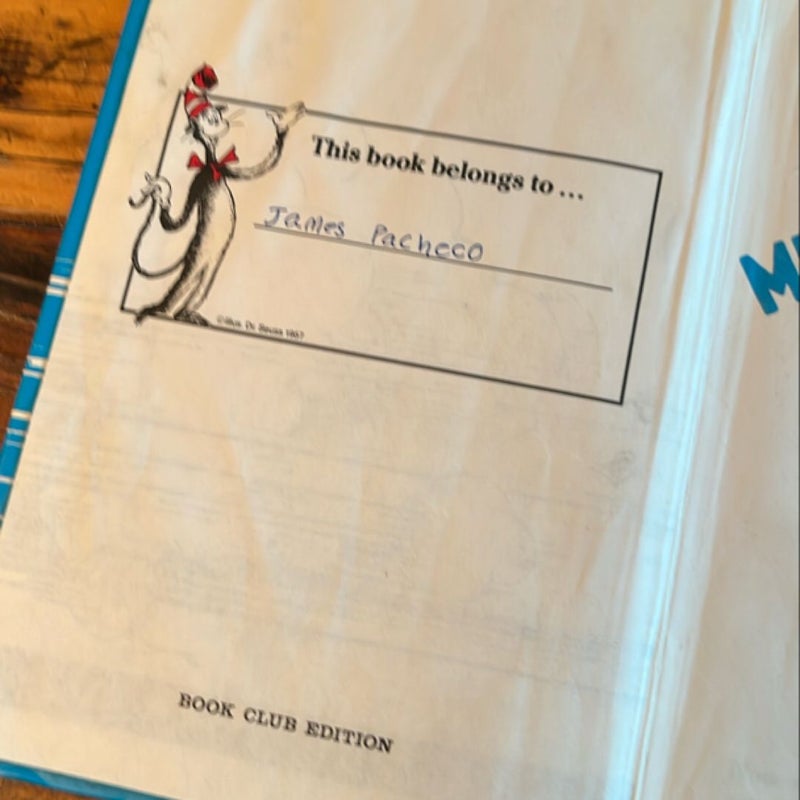 This book belongs to...
James Pacheco
BOOK CLUB EDITION